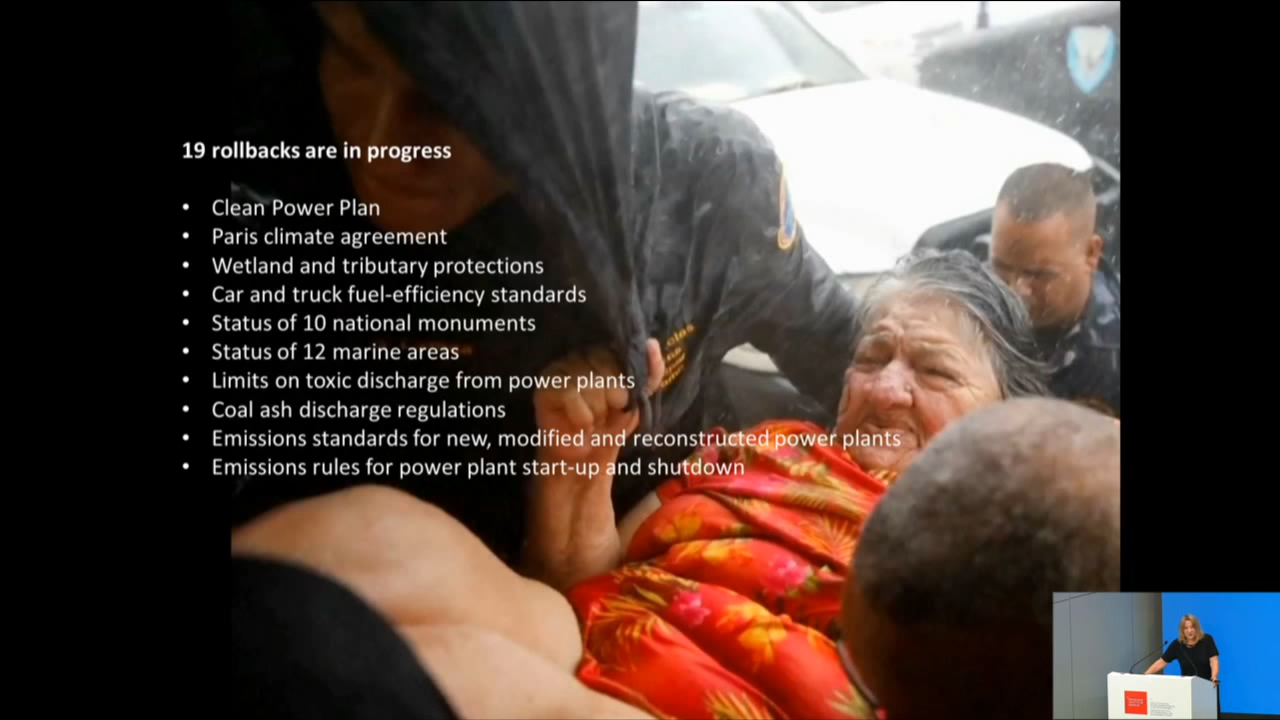 19 rollbacks are in progress
• Clean Power Plan
• Paris climate agreement
• Wetland and tributary protections
• Car and truck fuel-efficiency standards
• Status of 10 national monuments
• Status of 12 marine areas
• Limits on toxic discharge from power plants
• Coal ash discharge regulations
• Emissions standards for new, modified and reconstructed power plants
• Emissions rules for power plant start-up and shutdown